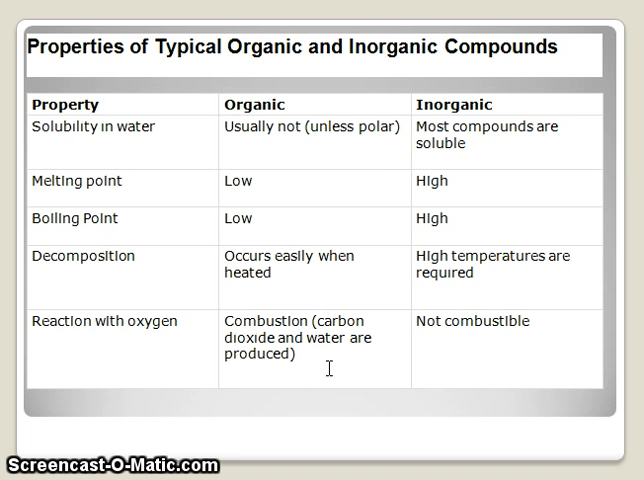 Properties of Typical Organic and Inorganic Compounds
Property Organic Inorganic
Solubility in water Usually not (unless polar) Most compounds are
soluble
Melting point Low High
Boiling Point Low High
Decomposition Occurs easily when High temperatures are
heated required
Reaction with oxygen Combustion (carbon Not combustible
dioxide and water are
produced)
Screencast-O-Matic.com